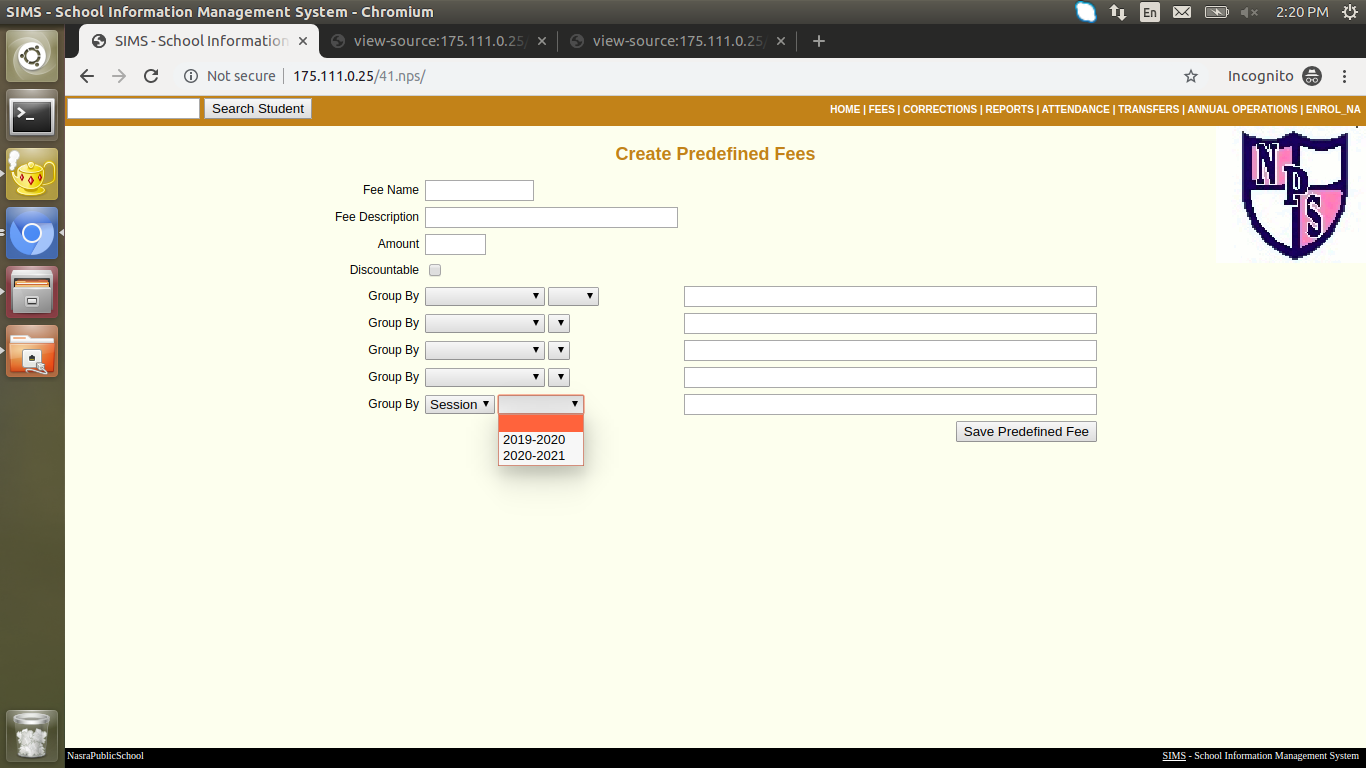 SIMS - School Information Management System - Chromium
En
2:20 PM
SIMS - School Information
view-source:175.111.0.25/
view-source:175.111.0.25/
Not secure
175.111.0.25/41.nps/
Incognito
Search Student
HOME | FEES | CORRECTIONS | REPORTS | ATTENDANCE | TRANSFERS | ANNUAL OPERATIONS | ENROL_NA
NPS
Create Predefined Fees
Fee Name
Fee Description
Amount
Discountable
Group By
Group By
Group By
Group By
Group By Session
2019-2020
2020-2021
Save Predefined Fee
NasraPublicSchool
SIMS - School Information Management System